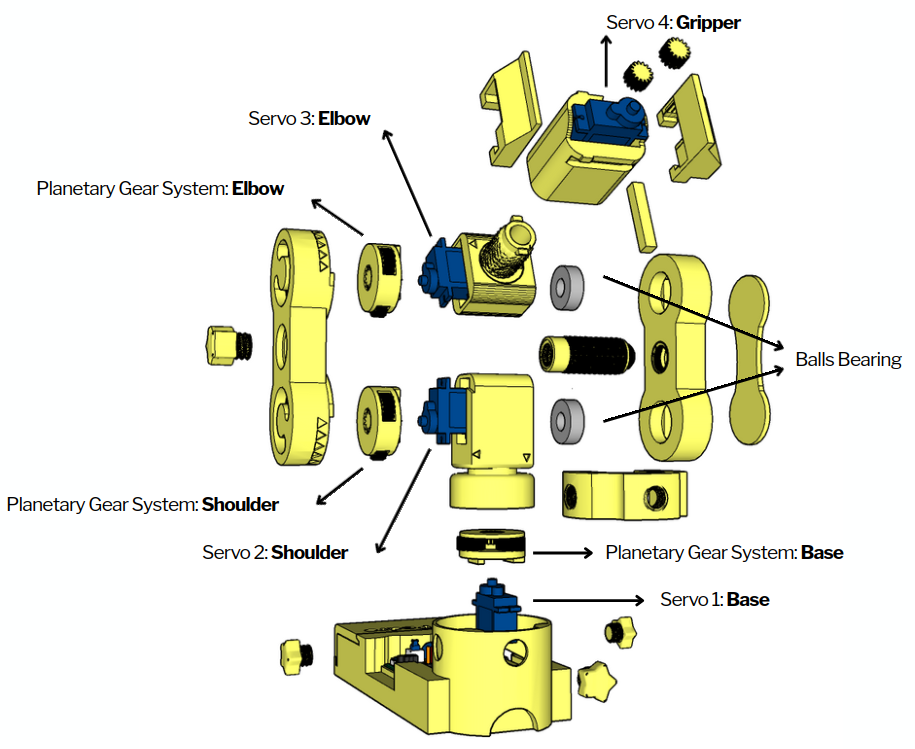 Servo 4: Gripper
Servo 3: Elbow
Planetary Gear System: Elbow
Balls Bearing
Planetary Gear System: Shoulder
Servo 2: Shoulder
Planetary Gear System: Base
Servo 1: Base